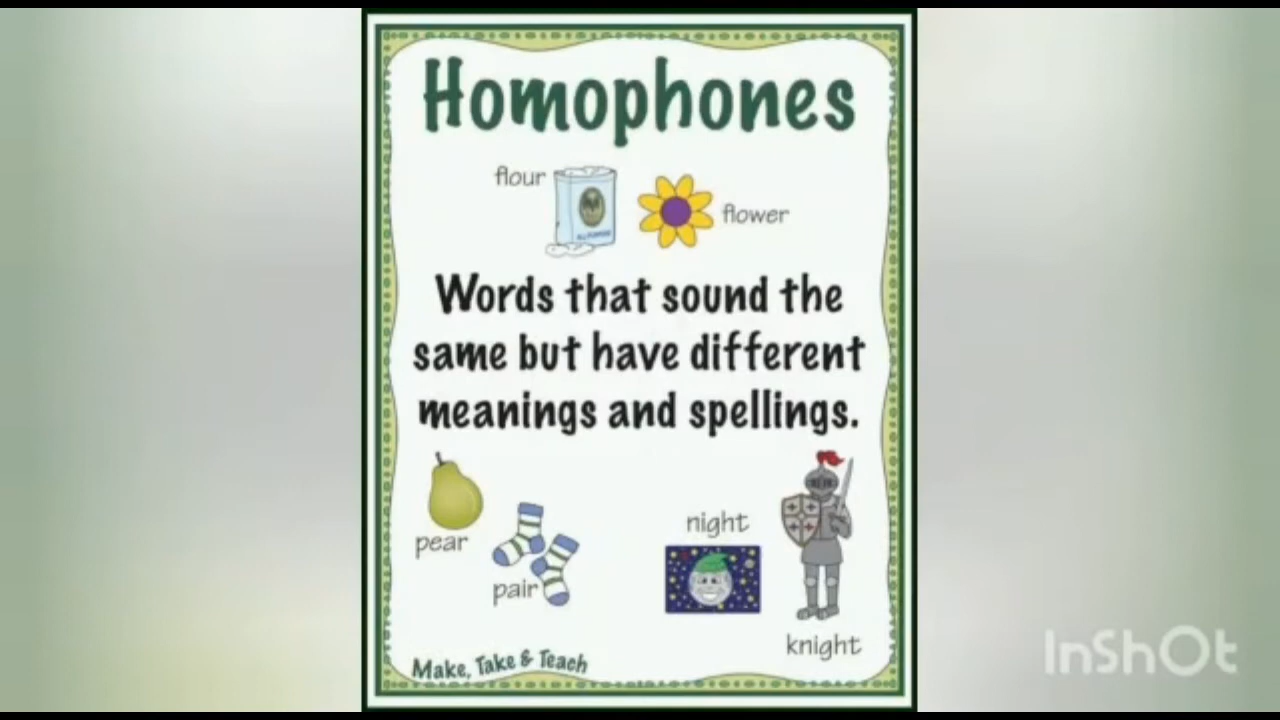 Homophones
flour
flower
Words that sound the
same but have different
meanings and spellings.
pear
pair
night
knight
Make, Take & Teach
InShOt